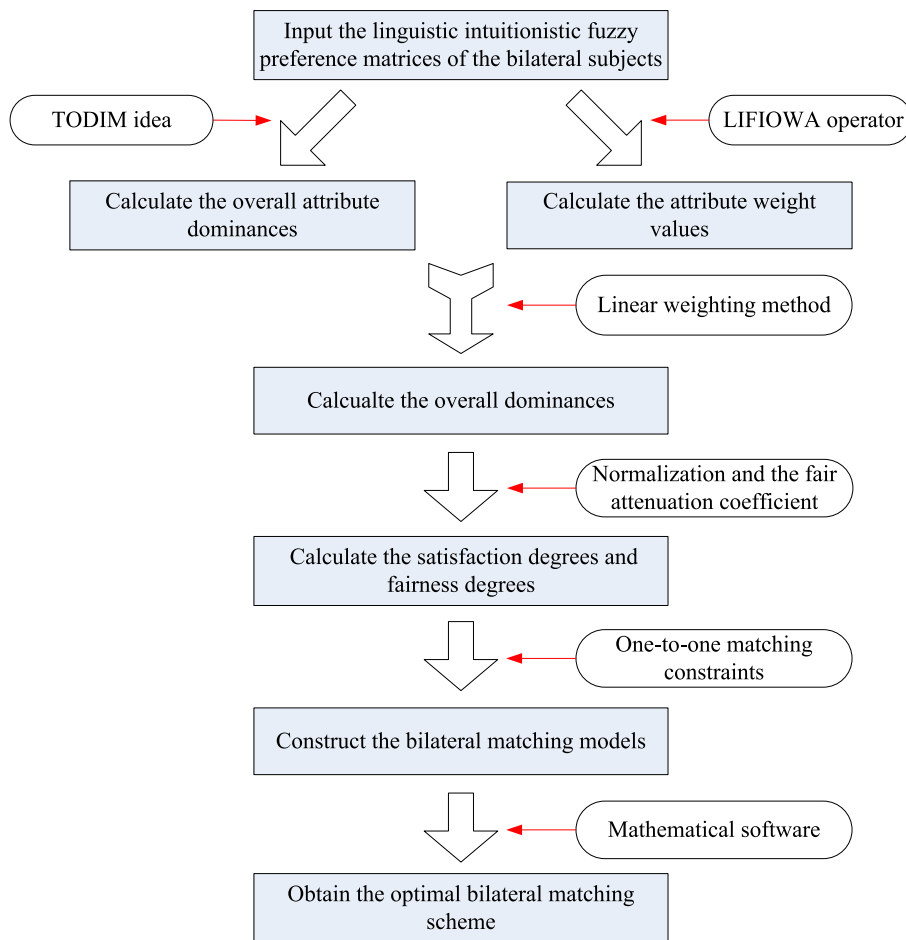 Input the linguistic intuitionistic fuzzy
preference matrices of the bilateral subjects
TODIM idea
LIFIOWA operator
Calculate the overall attribute
dominances
Calculate the attribute weight
values
Linear weighting method
Calcualte the overall dominances
Normalization and the fair
attenuation coefficient
Calculate the satisfaction degrees and
fairness degrees
One-to-one matching
constraints
Construct the bilateral matching models
Mathematical software
Obtain the optimal bilateral matching
scheme